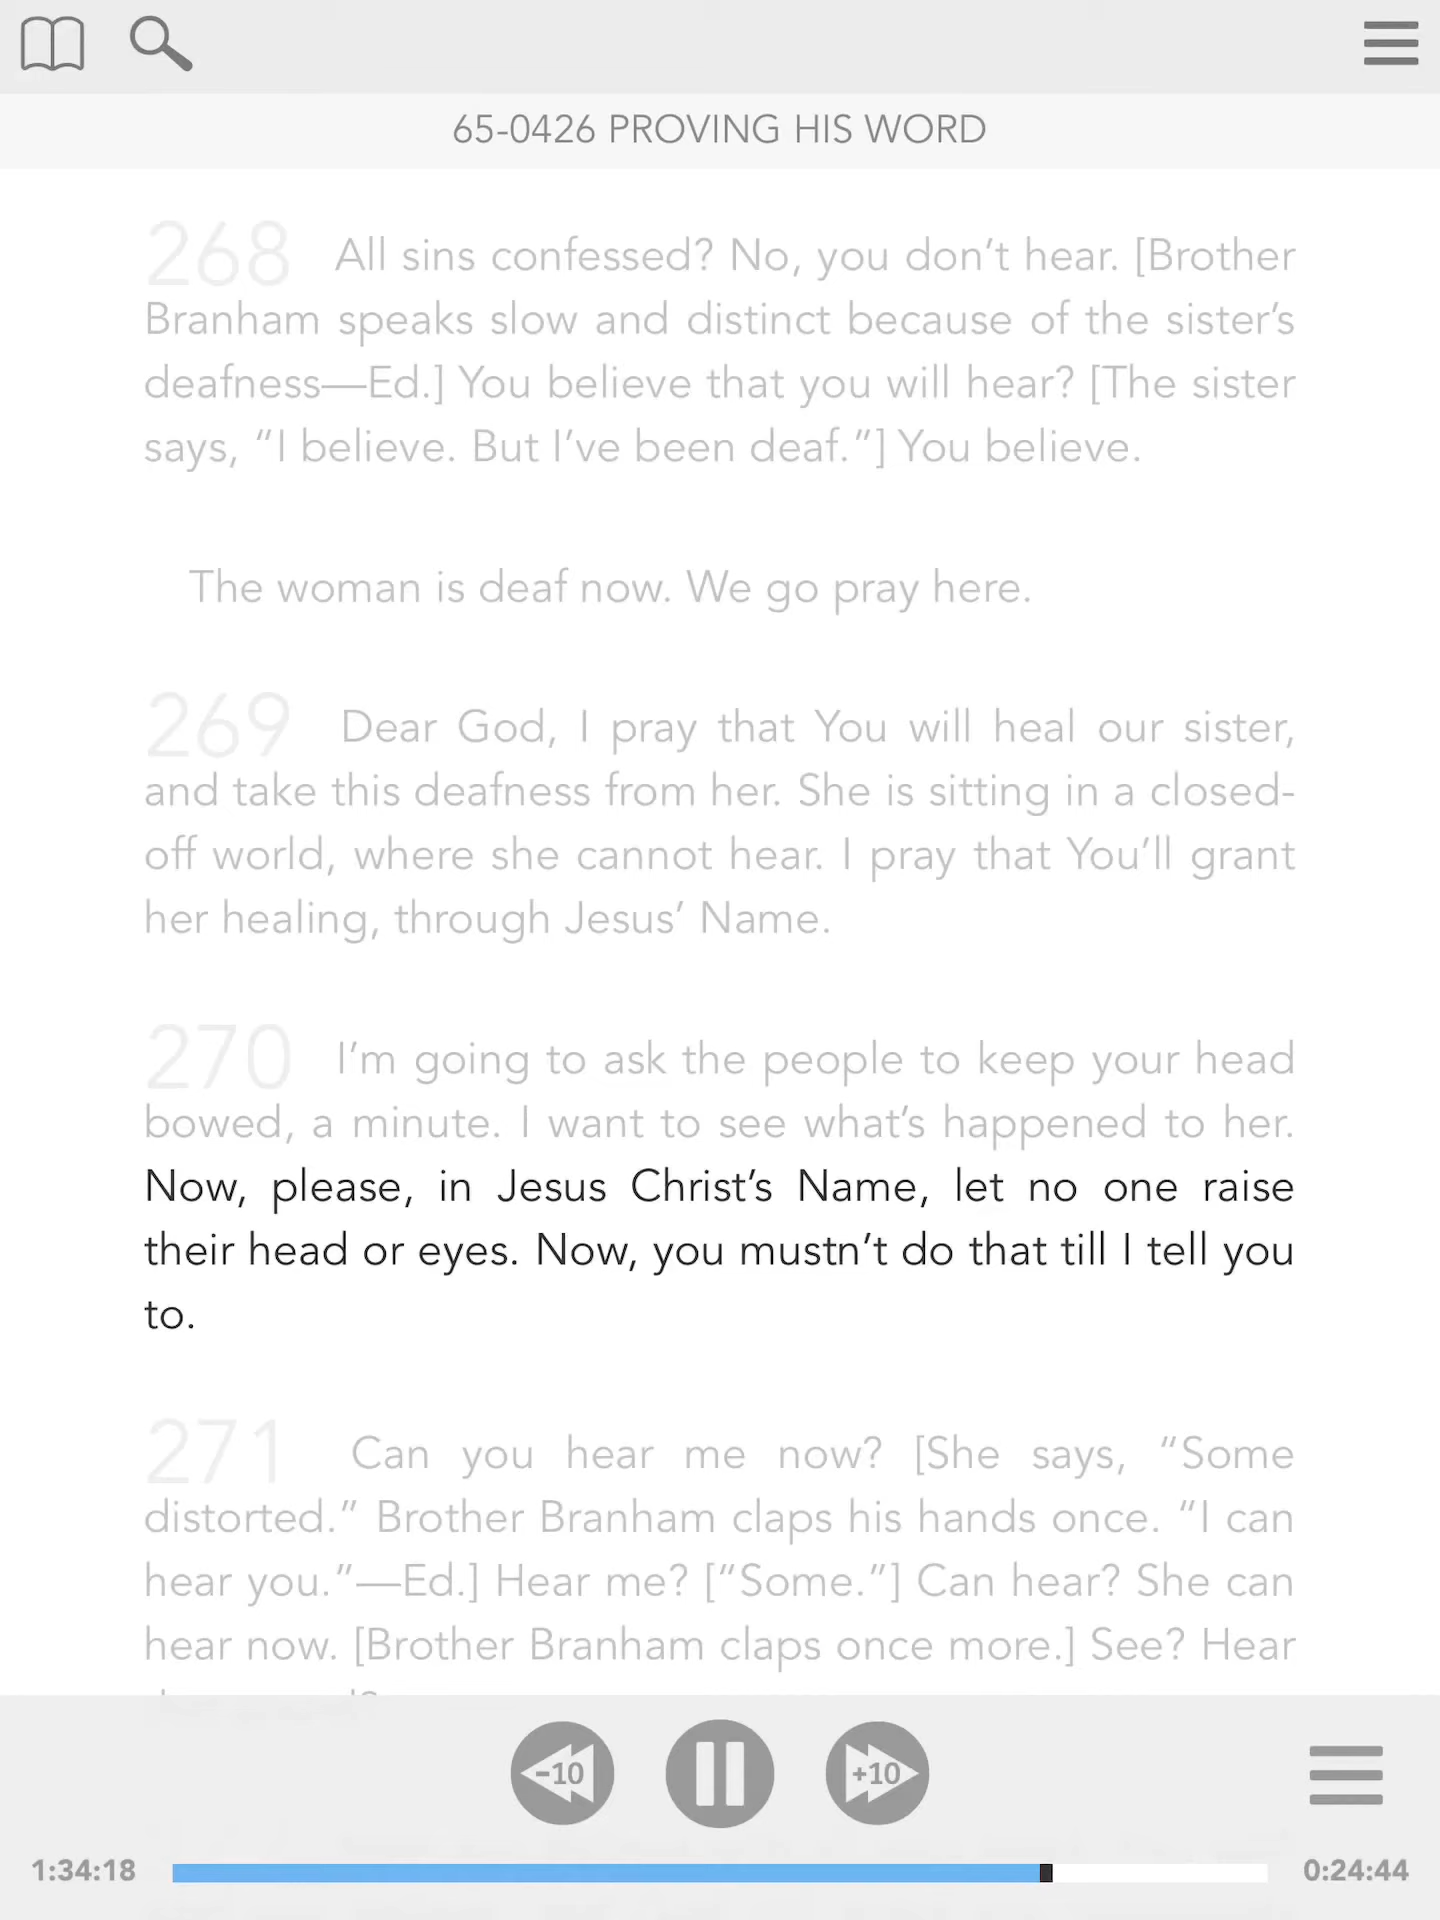 65-0426 PROVING HIS WORD
268 All sins confessed? No, you don’t hear. [Brother
Branham speaks slow and distinct because of the sister’s
deafness—Ed.] You believe that you will hear? [The sister
says, “I believe. But I’ve been deaf.”] You believe.
The woman is deaf now. We go pray here.
269 Dear God, I pray that You will heal our sister,
and take this deafness from her. She is sitting in a closed-
off world, where she cannot hear. I pray that You’ll grant
her healing, through Jesus’ Name.
270 I’m going to ask the people to keep your head
bowed, a minute. I want to see what’s happened to her.
Now, please, in Jesus Christ’s Name, let no one raise
their head or eyes. Now, you mustn’t do that till I tell you
to.
271 Can you hear me now? [She says, “Some
distorted.” Brother Branham claps his hands once. “I can
hear you.”—Ed.] Hear me? [“Some.”] Can hear? She can
hear now. [Brother Branham claps once more.] See? Hear
-10
+10
1:34:18
0:24:44